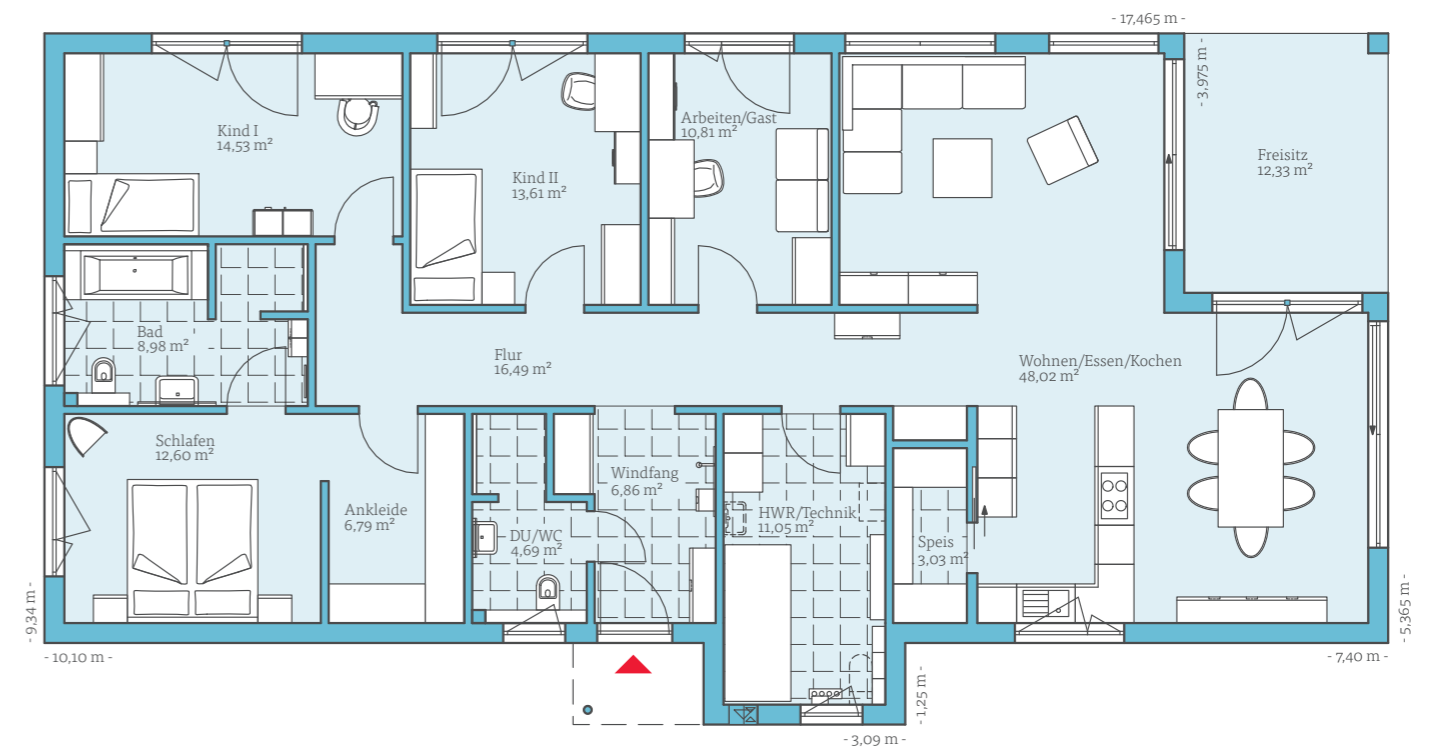 - 17,465 m -
- 3,975 m -
Kind I
14,53 m²
Kind II
13,61 m²
Arbeiten/Gast
10,81 m²
Freisitz
12,33 m²
Bad
8,98 m²
Flur
16,49 m²
Wohnen/Essen/Kochen
48,02 m²
Schlafen
12,60 m²
Ankleide
6,79 m²
DU/WC
4,69 m²
Windfang
6,86 m²
HWR/Technik
11,05 m²
Speis
3,03 m²
- 9,34 m -
- 5,365 m -
- 10,10 m -
- 7,40 m -
- 1,25 m -
- 3,09 m -